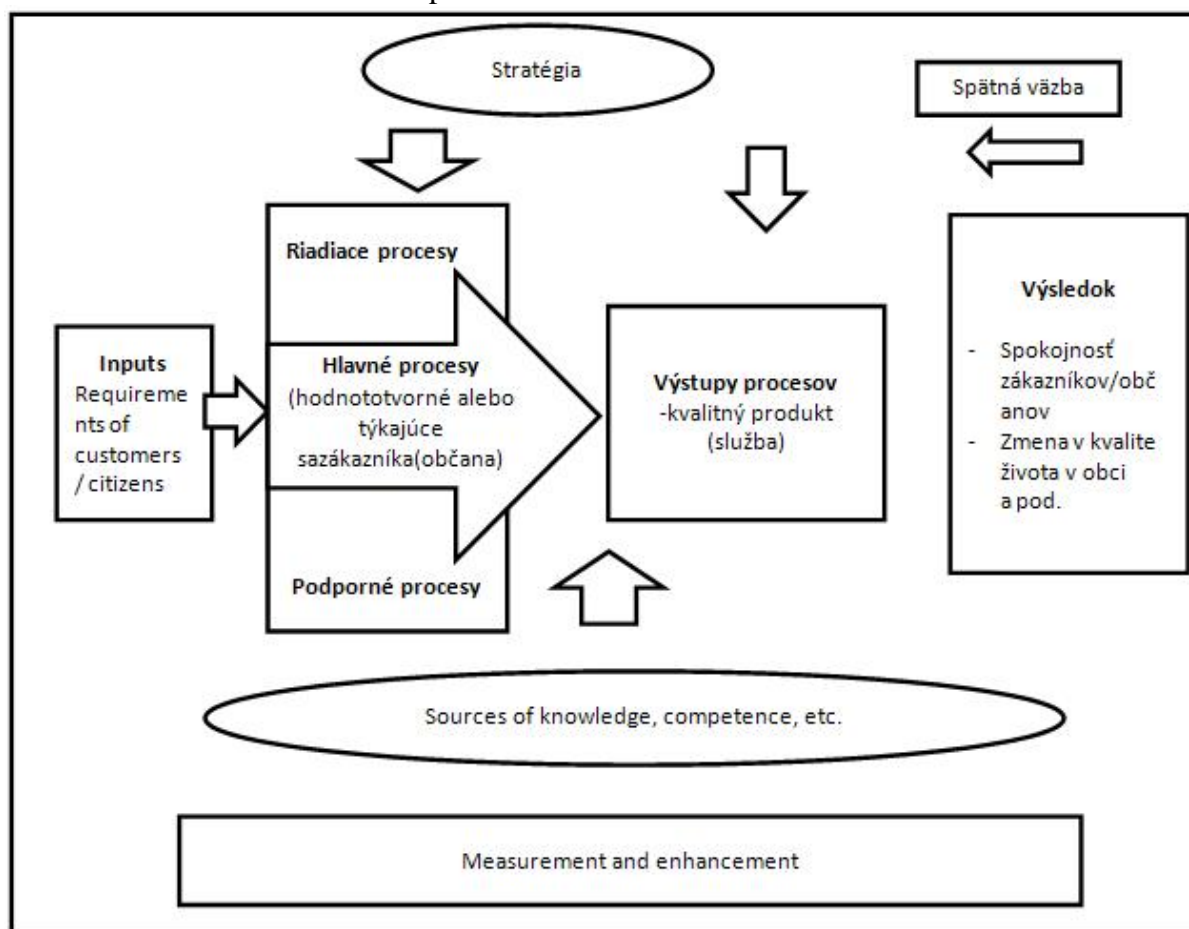 Stratégia
Spätná väzba
Riadiace procesy
Inputs
Requireme
nts of
customers
/ citizens
Hlavné procesy
(hodnototvorné alebo
týkajúce
sazákazníka(občana)
Podporné procesy
Výstupy procesov
-kvalitný produkt
(služba)
Výsledok
- Spokojnosť
zákazníkov/obč
anov
- Zmena v kvalite
života v obci
a pod.
Sources of knowledge, competence, etc.
Measurement and enhancement